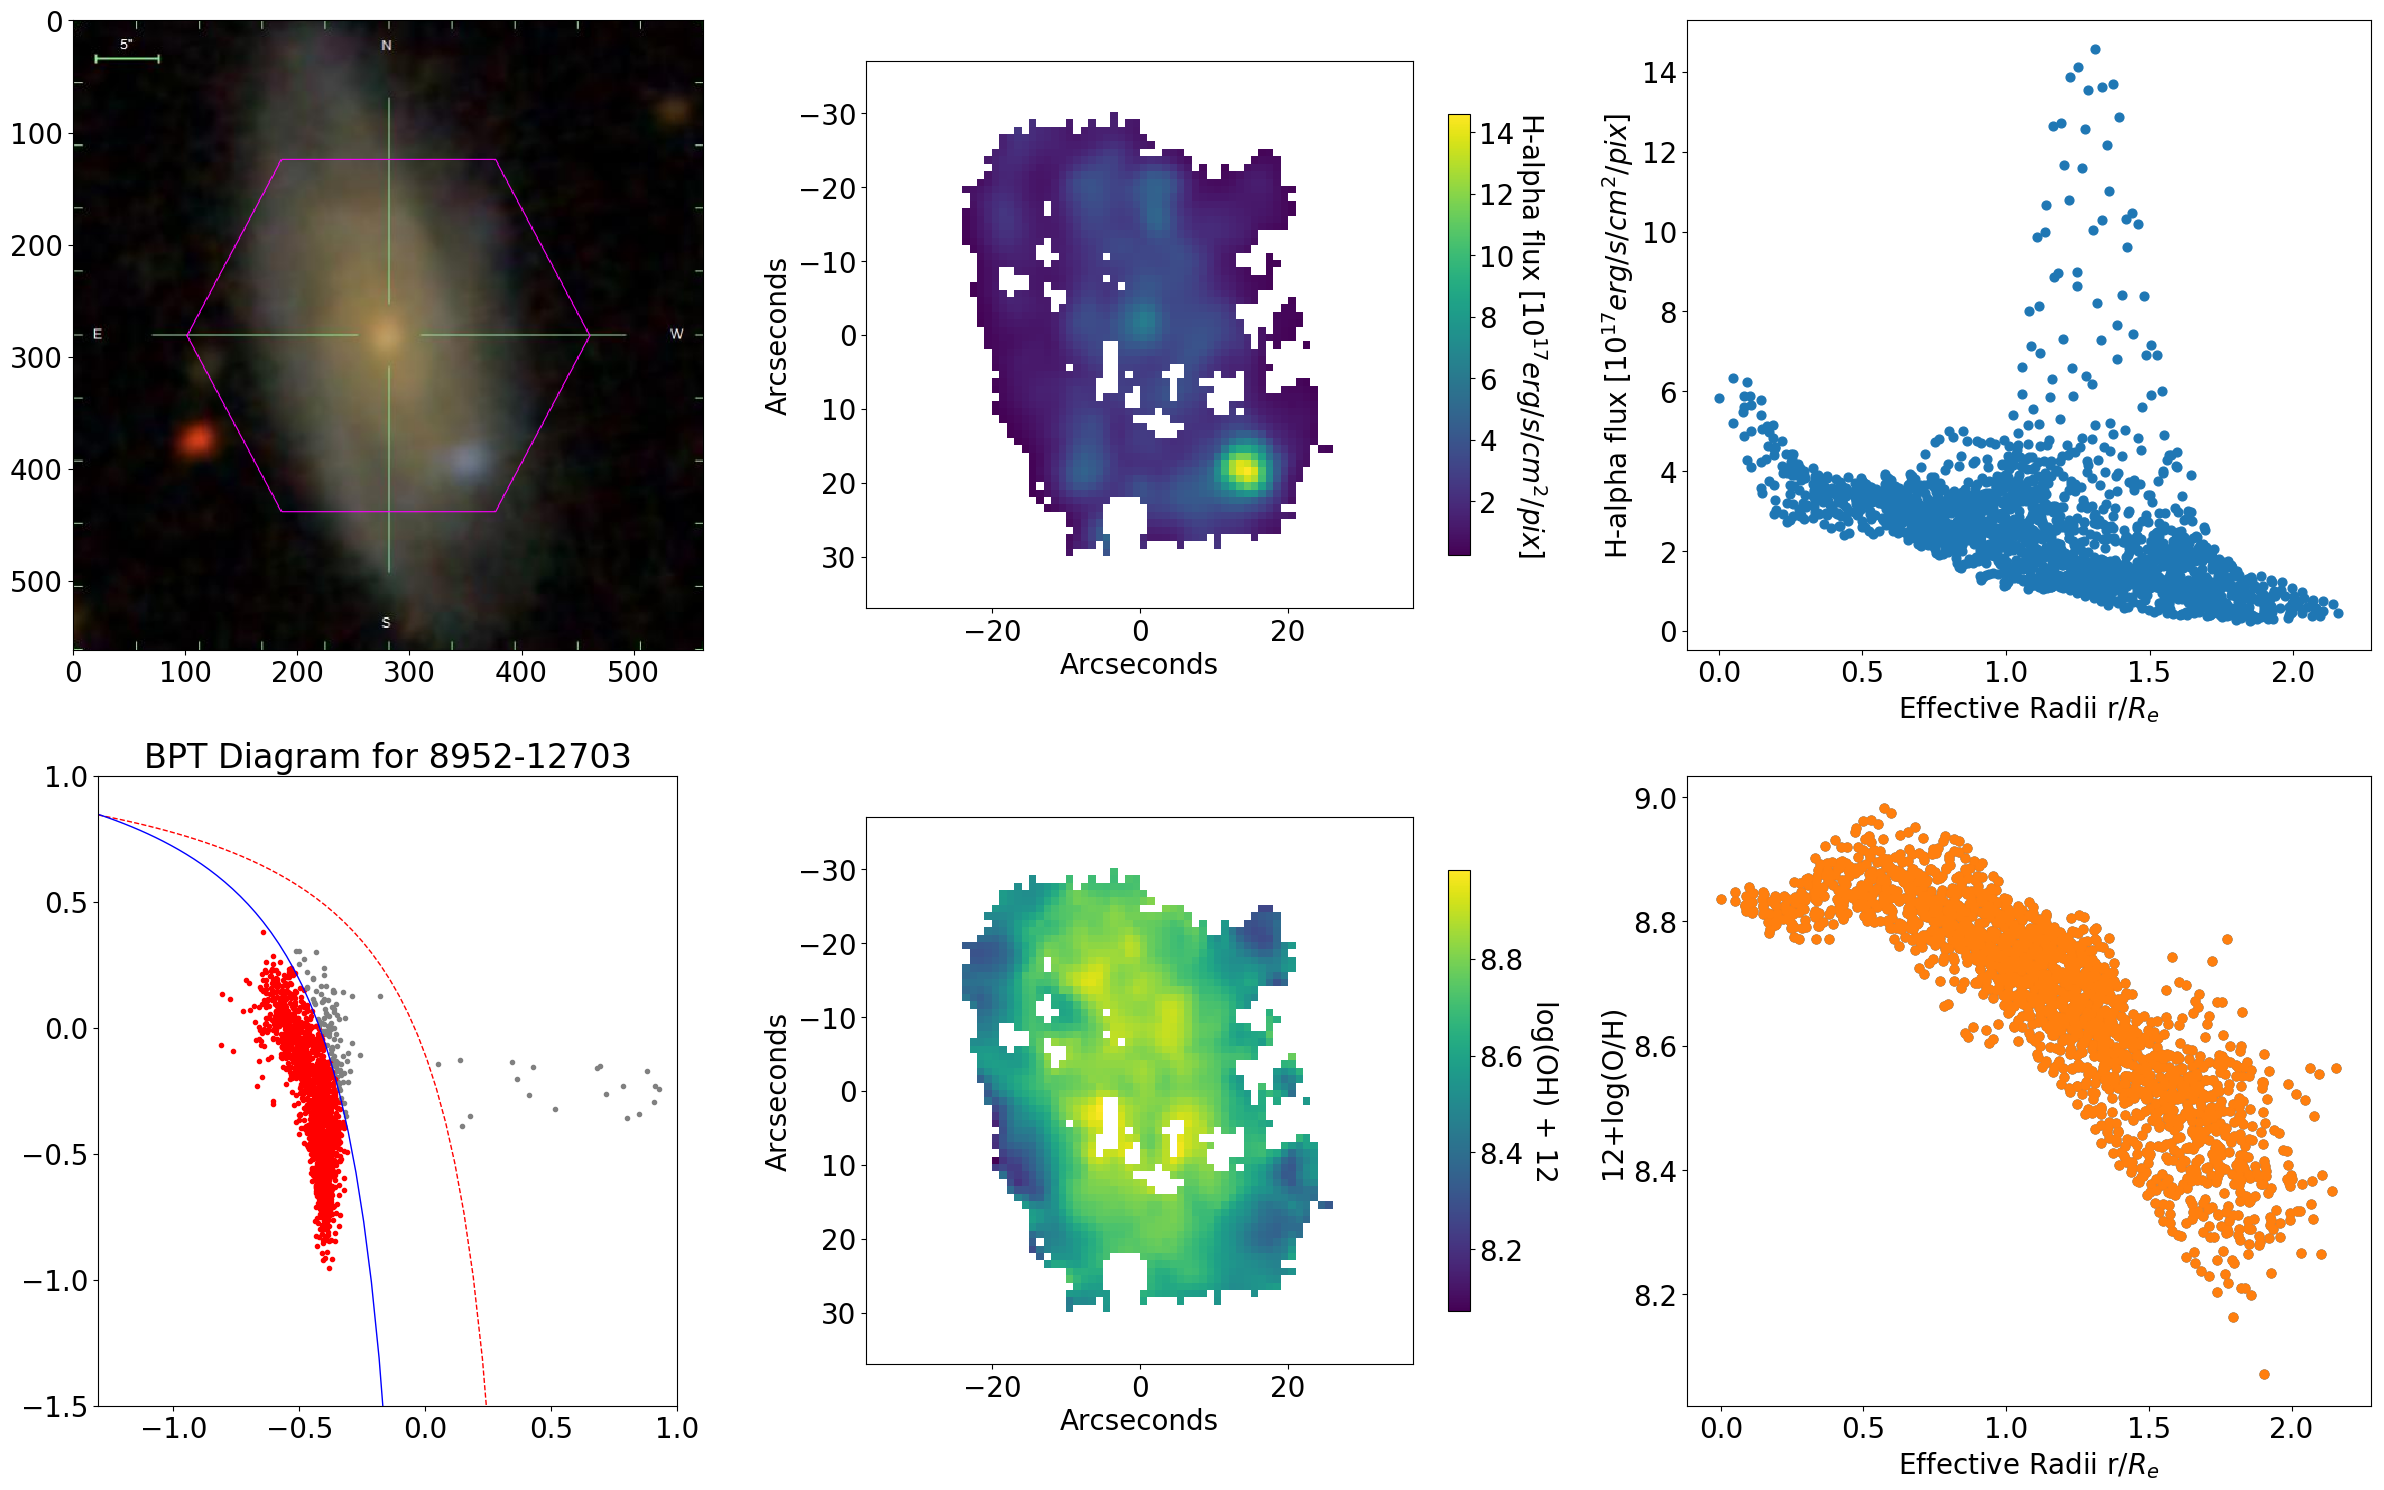 0
100
200
300
400
500
0 100 200 300 400 500
5"
N
E
W
S
−30
−20
−10
0
10
20
30
Arcseconds
−20 0 20
Arcseconds
14
12
10
8
6
4
2
H-alpha flux [10^17 erg/s/cm^2/pix]
H-alpha flux [10^17 erg/s/cm^2/pix]
14
12
10
8
6
4
2
0
0.0 0.5 1.0 1.5 2.0
Effective Radii r/R_e
BPT Diagram for 8952-12703
1.0
0.5
0.0
−0.5
−1.0
−1.5
−1.0 −0.5 0.0 0.5 1.0
−30
−20
−10
0
10
20
30
Arcseconds
−20 0 20
Arcseconds
8.8
8.6
8.4
8.2
log(OH) + 12
12+log(O/H)
9.0
8.8
8.6
8.4
8.2
0.0 0.5 1.0 1.5 2.0
Effective Radii r/R_e